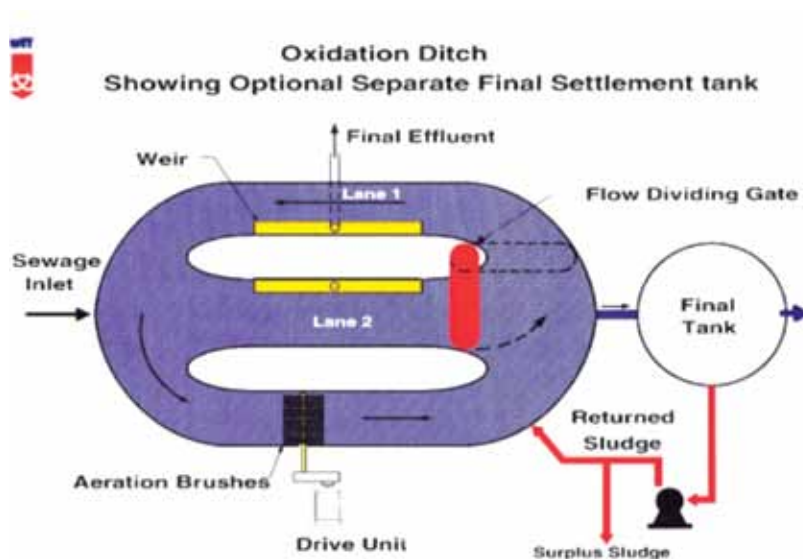 Oxidation Ditch
Showing Optional Separate Final Settlement tank
Final Effluent
Weir
Lane 1
Flow Dividing Gate
Sewage
Inlet
Lane 2
Final
Tank
Returned
Sludge
Aeration Brushes
Drive Unit
Surplus Sludge